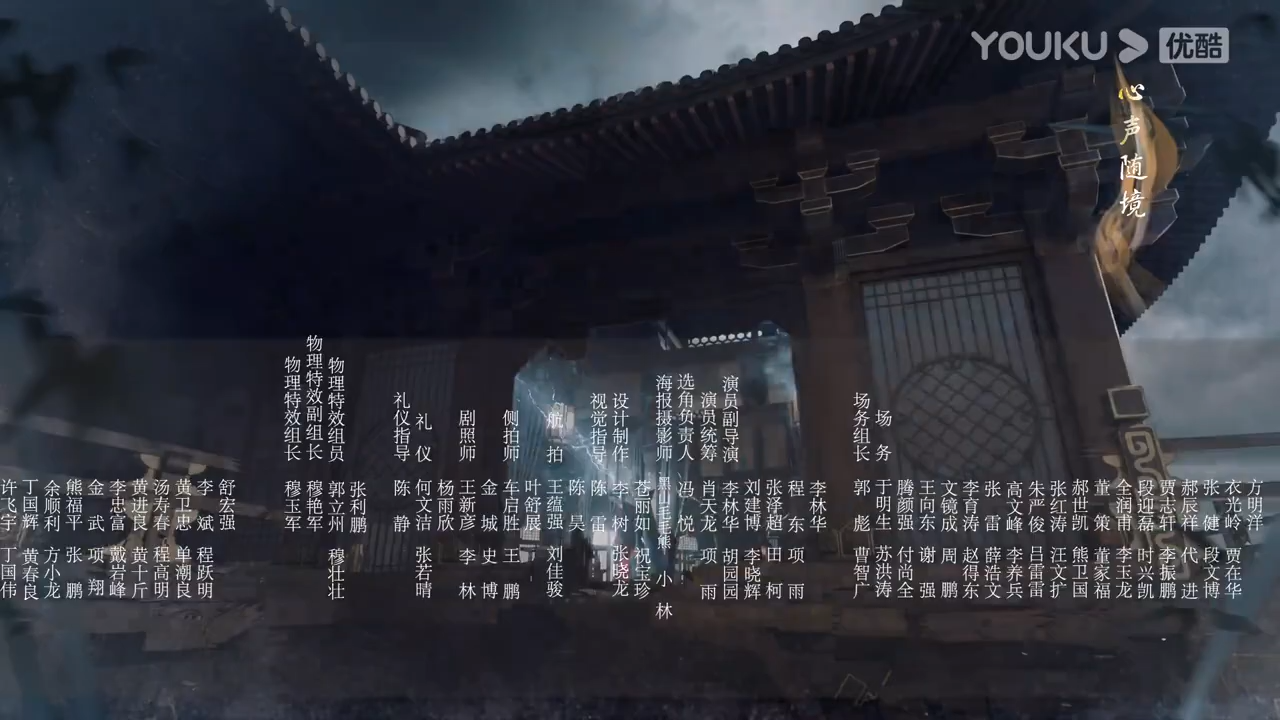 YOUKU 优酷
心声随境
方洋
衣光岭 贾在华
张健 段文博
郝辰祥 代进
贾志轩 李振鹏
段迎磊 时兴凯
全润甫 李玉龙
董策 董家福
郝世凯 熊卫国
张红涛 汪文扩
朱严俊 吕雷雷
高文峰 李养兵
张雷 薛浩文
李育涛 赵得东
文镜成 周鹏
王向东 谢强
腾颜强 付尚全
场务 于明生 苏洪涛
场务组长 郭彪 曹智广
李林华
程东 项雨
张泽超 田柯
刘建博 李晓辉
演员副导演 李林华 胡园园
演员统筹 肖天龙 项雨
选角负责人 冯悦
海报摄影师 黑山毛毛熊 小林
苍丽如 祝宝珍
设计制作 李树 张晓龙
视觉指导 陈雷
陈昊
航拍 王蕴强 刘佳骏
叶舒辰
侧拍师 车启胜 王鹏
金城 史博
剧照师 王新彦 李林
杨雨欣
礼仪 何文洁 张若晴
礼仪指导 陈静
张利鹏
物理特效组员 郭立州 穆壮壮
物理特效副组长 穆艳军
物理特效组长 穆玉军
舒宏强
李斌 程跃明
黄卫忠 单潮良
汤寿春 程高明
黄进良 黄十斤
李忠富 戴岩峰
金武 项翔
熊福平 张鹏
余顺利 方小龙
丁国辉 黄春良
许飞宇 丁国伟